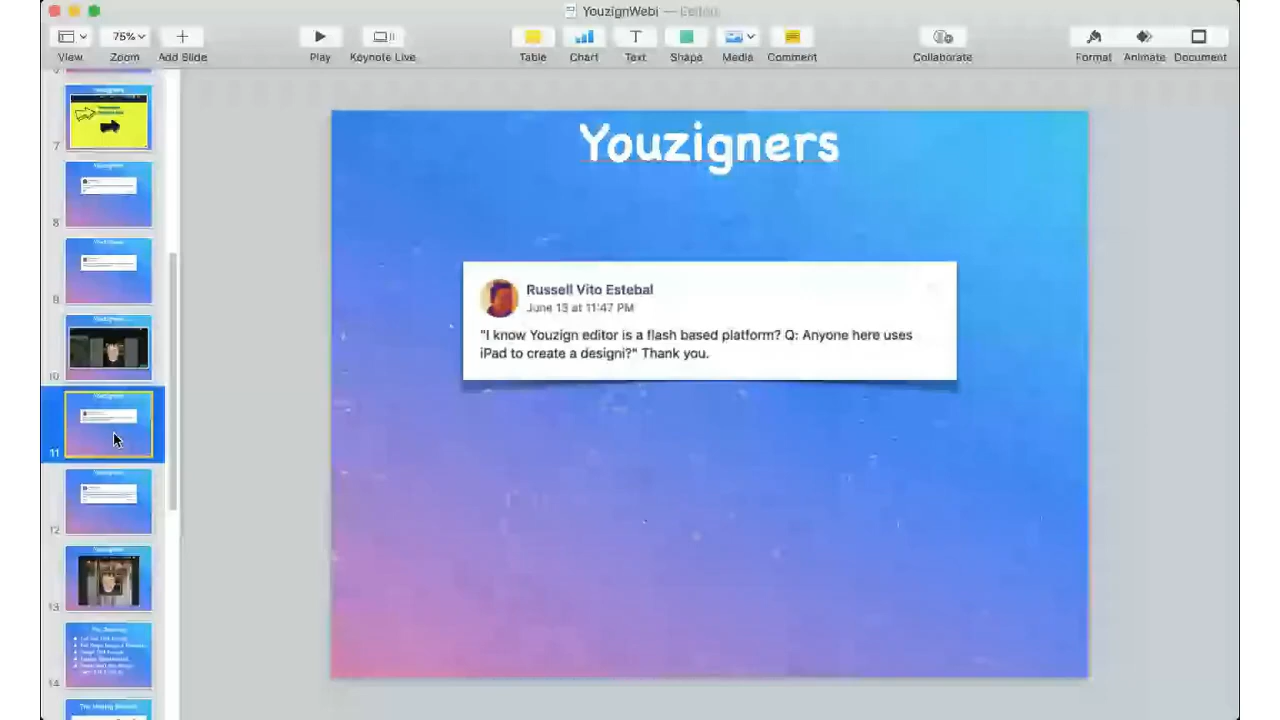 YouzignWebi — Edited
75%
View
Zoom
Add Slide
Play
Keynote Live
Table
Chart
Text
Shape
Media
Comment
Collaborate
Format
Animate
Document
7
8
9
10
11
12
13
14
Youzigners
Russell Vito Estebal
June 13 at 11:47 PM
"I know Youzign editor is a flash based platform? Q: Anyone here uses
iPad to create a designi?" Thank you.